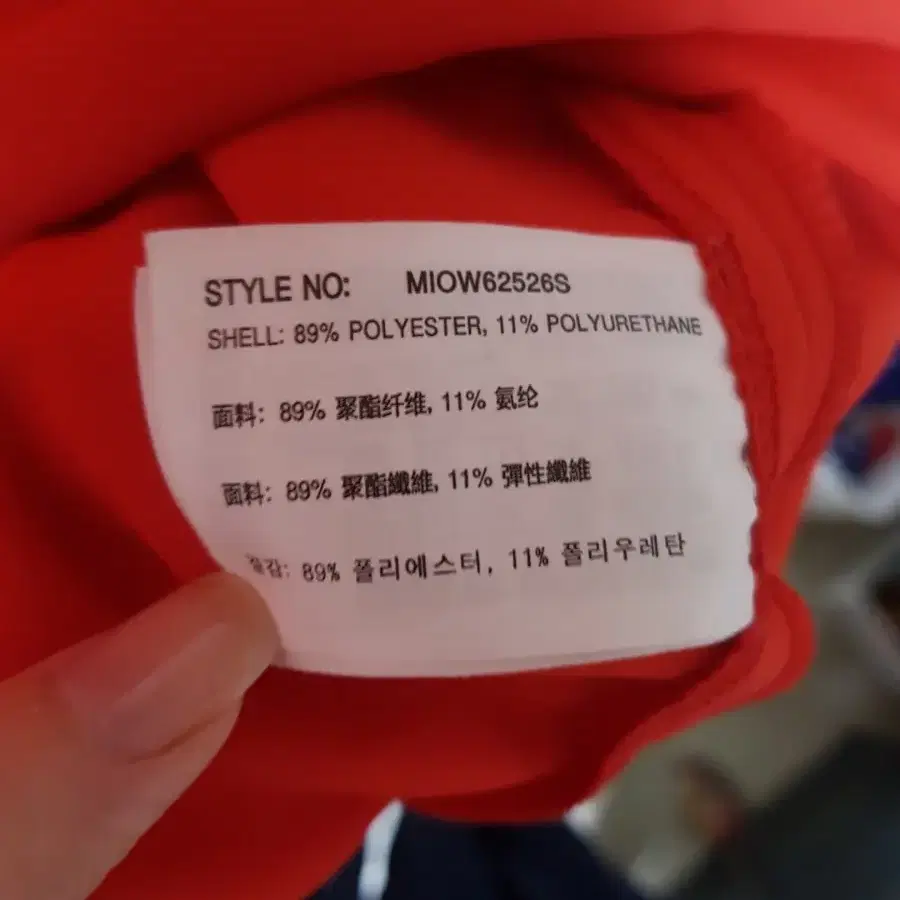 STYLE NO: MIOW62526S
SHELL: 89% POLYESTER, 11% POLYURETHANE
面料: 89% 聚酯纤维, 11% 氨纶
面料: 89% 聚酯纖維, 11% 彈性纖維
겉감: 89% 폴리에스터, 11% 폴리우레탄